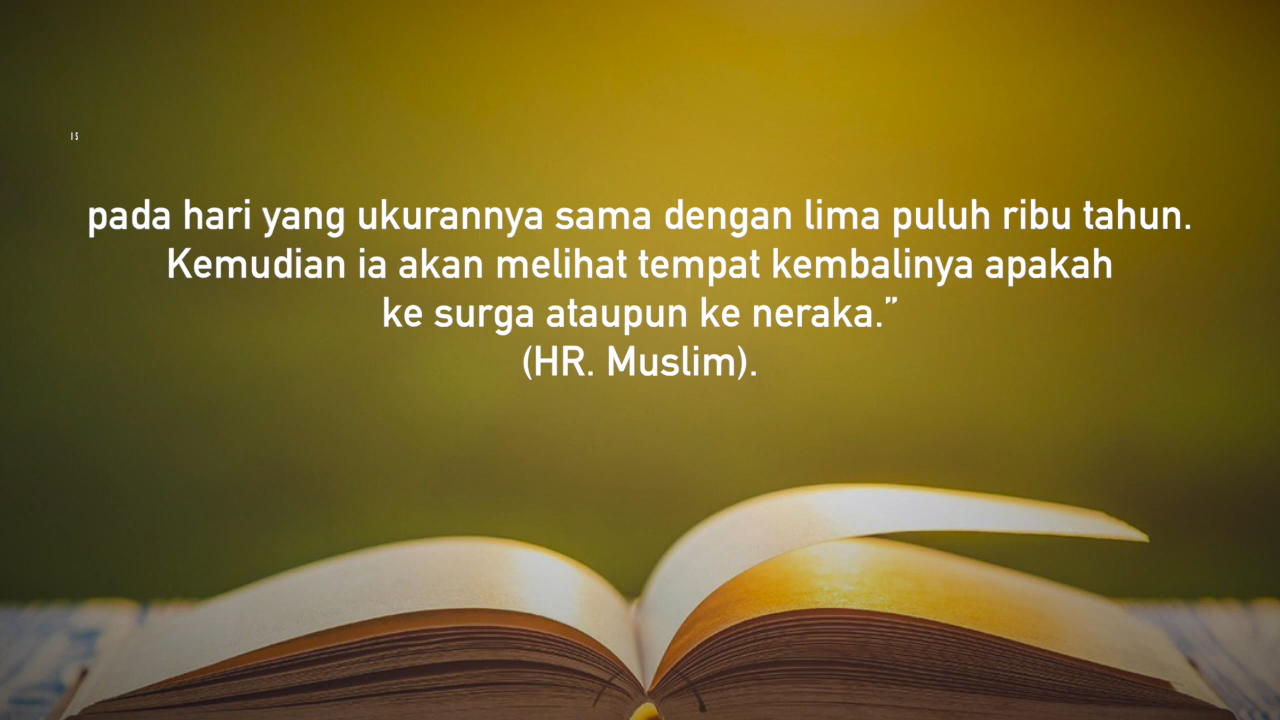 15
pada hari yang ukurannya sama dengan lima puluh ribu tahun.
Kemudian ia akan melihat tempat kembalinya apakah
ke surga ataupun ke neraka.”
(HR. Muslim).